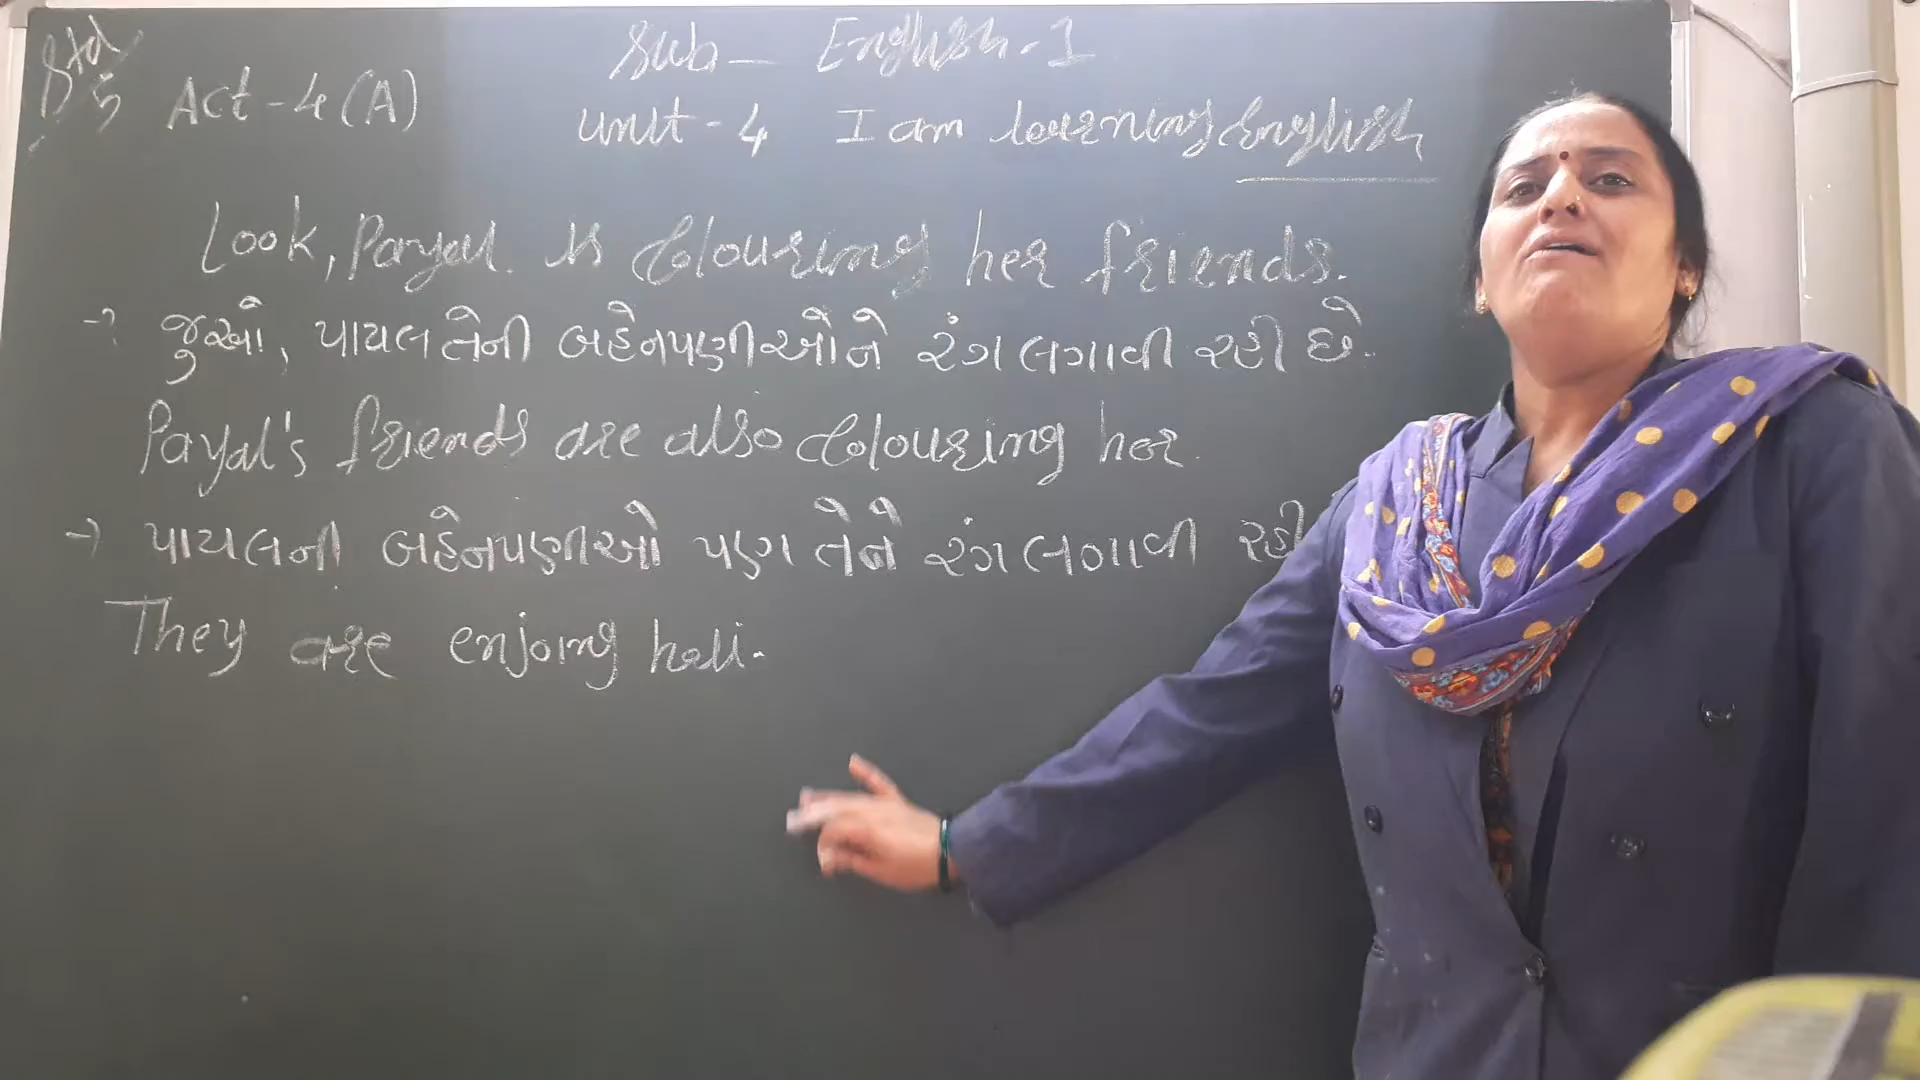 Std 5
Sub - English-1
Act-4(A)
Unit-4 I am learning English
Look, Payal is Colouring her friends.
→ જુઓ, પાયલ તેની બહેનપણીઓને રંગ લગાવી રહી છે.
Payal's friends are also Colouring her.
→ પાયલની બહેનપણીઓ પણ તેને રંગ લગાવી રહી
They are enjoing holi.